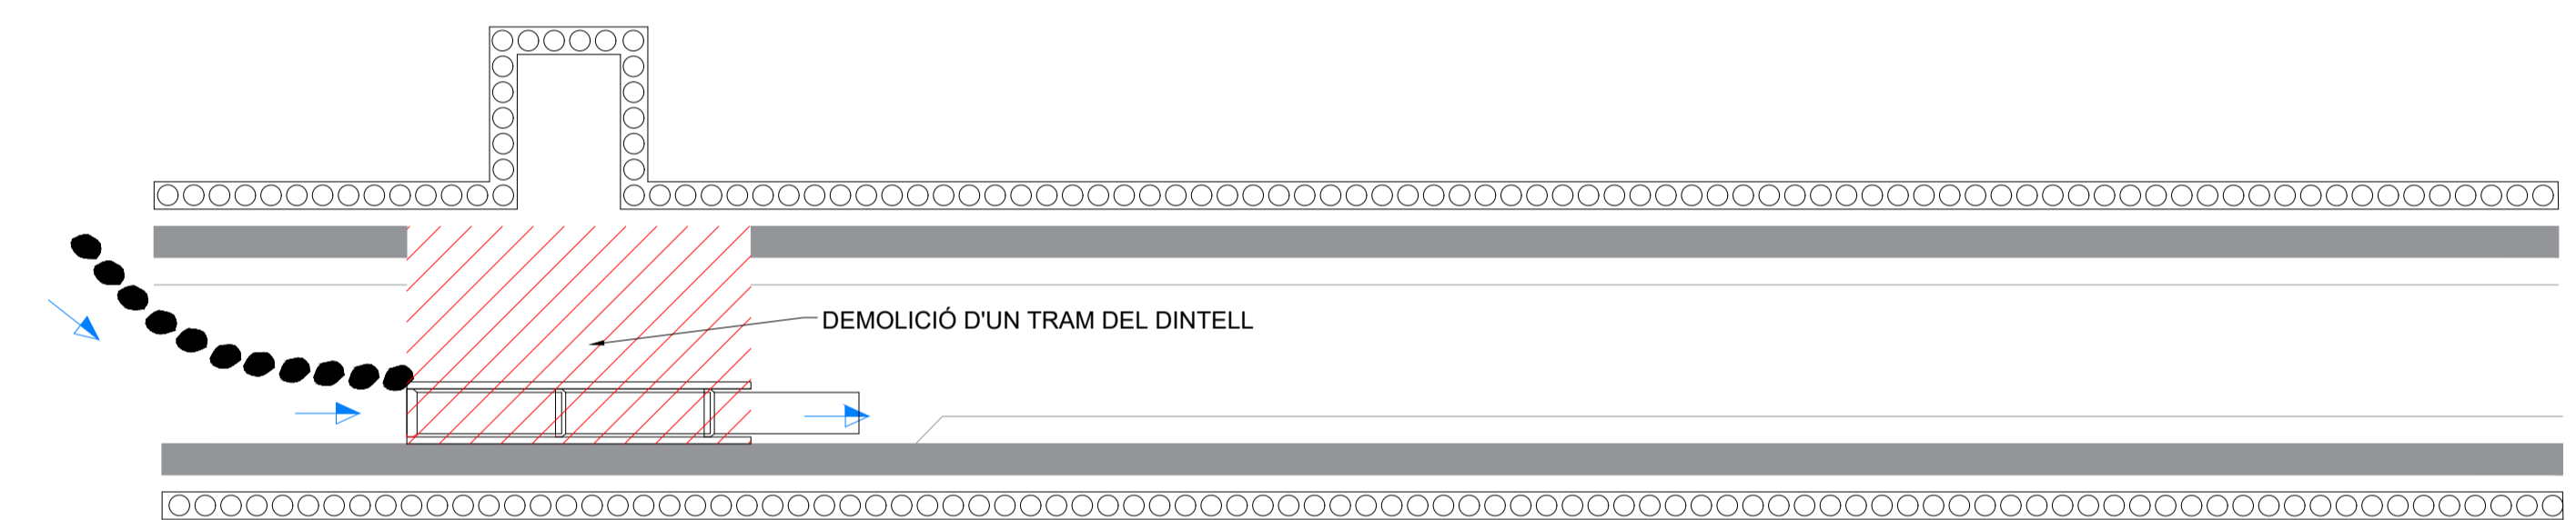 DEMOLICIÓ D'UN TRAM DEL DINTELL